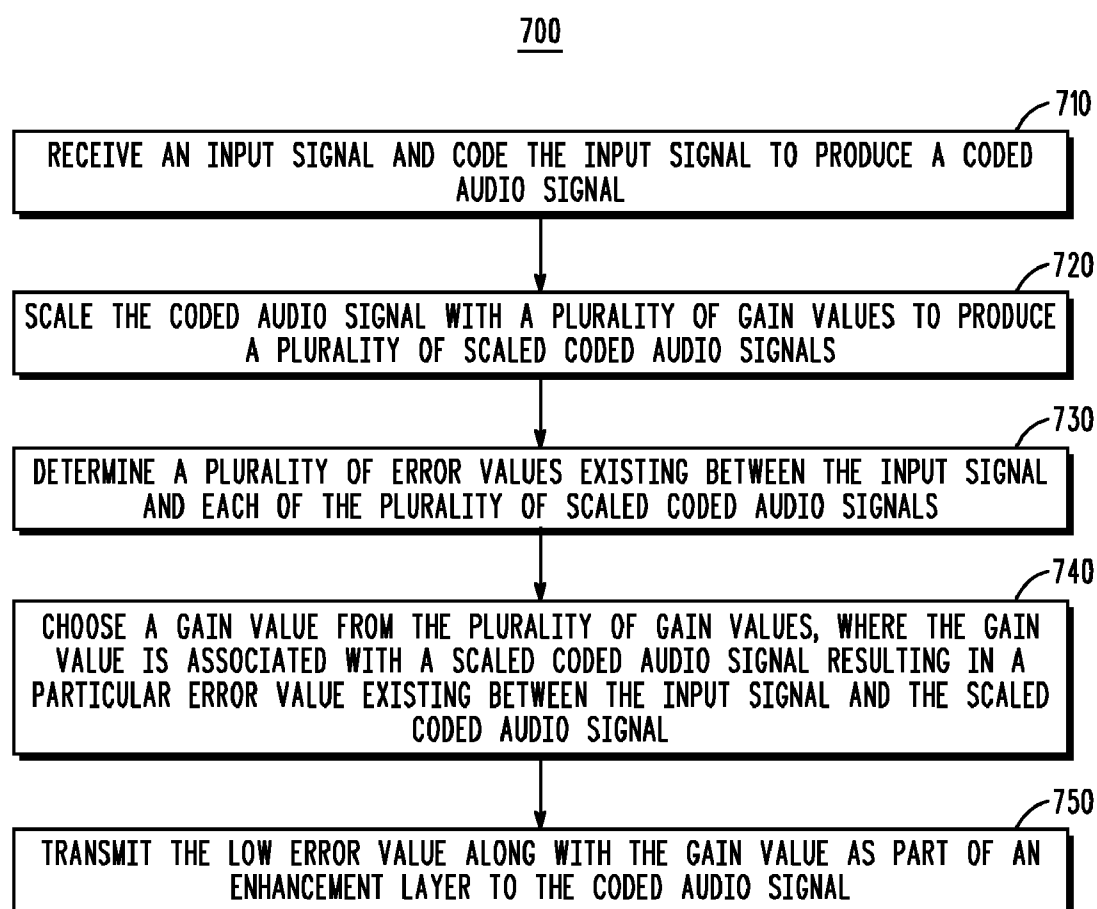 700
710
RECEIVE AN INPUT SIGNAL AND CODE THE INPUT SIGNAL TO PRODUCE A CODED
AUDIO SIGNAL
720
SCALE THE CODED AUDIO SIGNAL WITH A PLURALITY OF GAIN VALUES TO PRODUCE
A PLURALITY OF SCALED CODED AUDIO SIGNALS
730
DETERMINE A PLURALITY OF ERROR VALUES EXISTING BETWEEN THE INPUT SIGNAL
AND EACH OF THE PLURALITY OF SCALED CODED AUDIO SIGNALS
740
CHOOSE A GAIN VALUE FROM THE PLURALITY OF GAIN VALUES, WHERE THE GAIN
VALUE IS ASSOCIATED WITH A SCALED CODED AUDIO SIGNAL RESULTING IN A
PARTICULAR ERROR VALUE EXISTING BETWEEN THE INPUT SIGNAL AND THE SCALED
CODED AUDIO SIGNAL
750
TRANSMIT THE LOW ERROR VALUE ALONG WITH THE GAIN VALUE AS PART OF AN
ENHANCEMENT LAYER TO THE CODED AUDIO SIGNAL